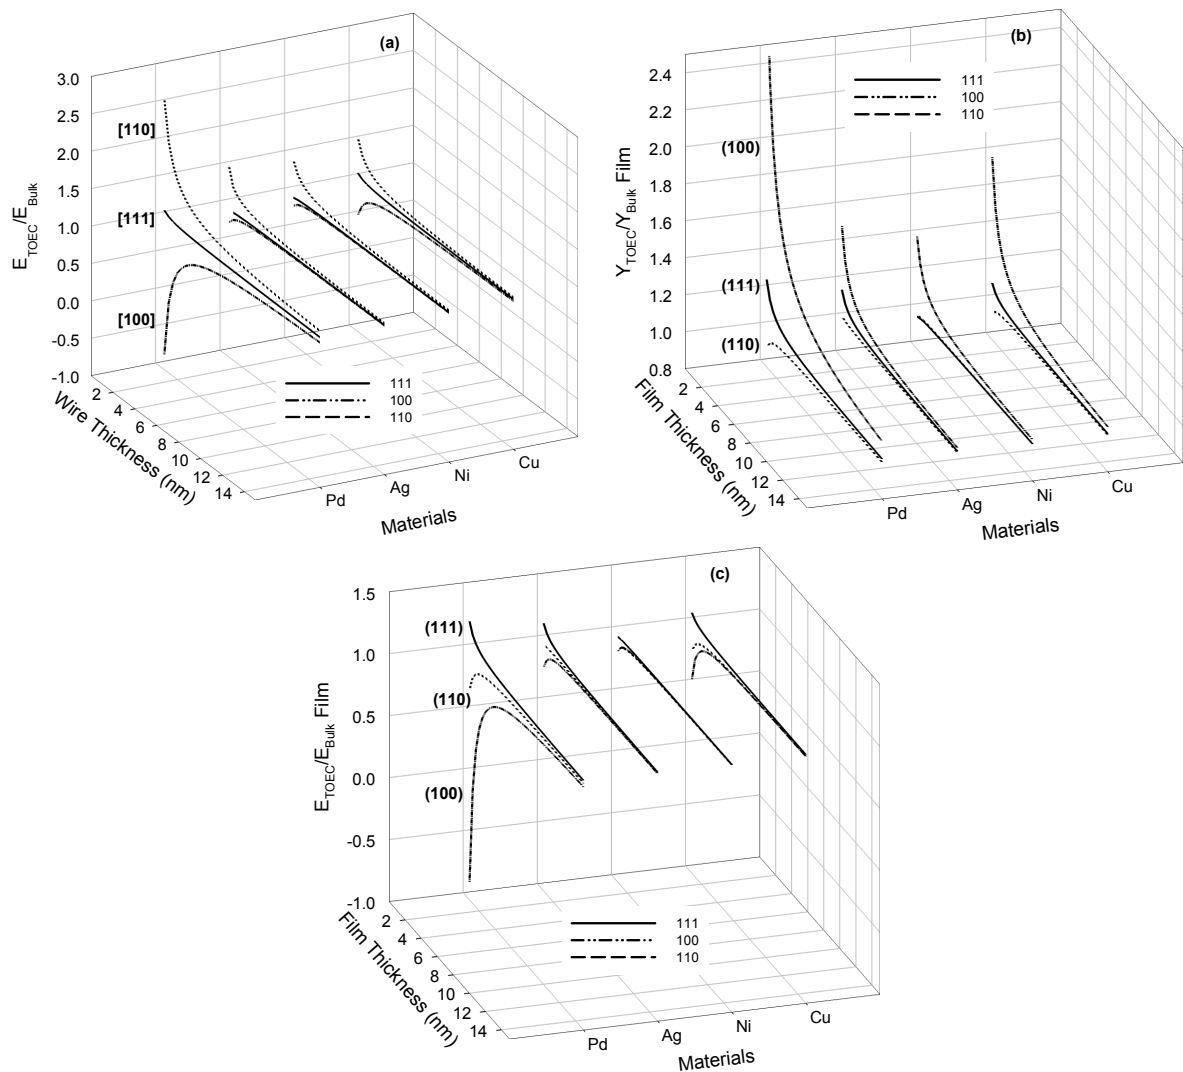 (a)
3.0
2.5
2.0
1.5
1.0
0.5
0.0
-0.5
-1.0
E_TOEC/E_Bulk
[110]
[111]
[100]
111
100
110
2
4
6
8
10
12
14
Wire Thickness (nm)
Pd
Ag
Ni
Cu
Materials
(b)
2.4
2.2
2.0
1.8
1.6
1.4
1.2
1.0
0.8
Y_TOEC/Y_Bulk Film
111
100
110
(100)
(111)
(110)
2
4
6
8
10
12
14
Film Thickness (nm)
Pd
Ag
Ni
Cu
Materials
(c)
1.5
1.0
0.5
0.0
-0.5
-1.0
E_TOEC/E_Bulk Film
(111)
(110)
(100)
111
100
110
2
4
6
8
10
12
14
Film Thickness (nm)
Pd
Ag
Ni
Cu
Materials